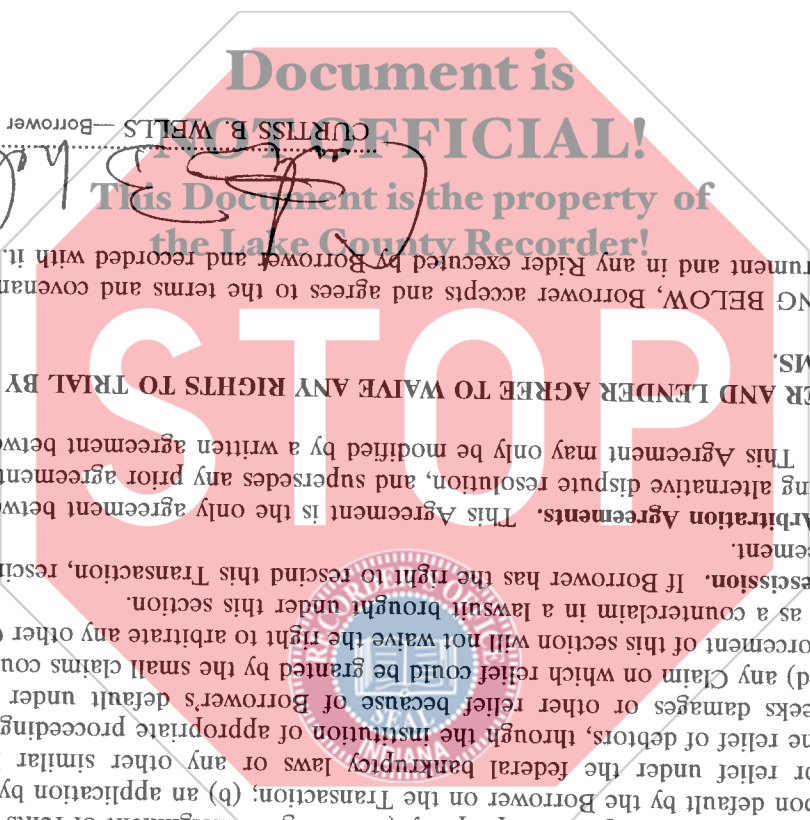 Document is
NOT OFFICIAL!
This Document is the property of
the Lake County Recorder!
STOP
RECORDER'S OFFICE
SEAL
INDIANA
pon default by the Borrower on the Transaction; (b) an application by
or relief under the federal bankruptcy laws or any other similar
he relief of debtors, through the institution of appropriate proceeding
eeks damages or other relief because of Borrower's default under
d) any Claim on which relief could be granted by the small claims cou
orcement of this section will not waive the right to arbitrate any other
as a counterclaim in a lawsuit brought under this section.
escission. If Borrower has the right to rescind this Transaction, resci
eement.
Arbitration Agreements. This Agreement is the only agreement betw
ng alternative dispute resolution, and supersedes any prior agreement
This Agreement may only be modified by a written agreement betw
ER AND LENDER AGREE TO WAIVE ANY RIGHTS TO TRIAL BY
MS.
NG BELOW, Borrower accepts and agrees to the terms and covenan
rument and in any Rider executed by Borrower and recorded with it.
CURTISS B. WELLS —Borrower